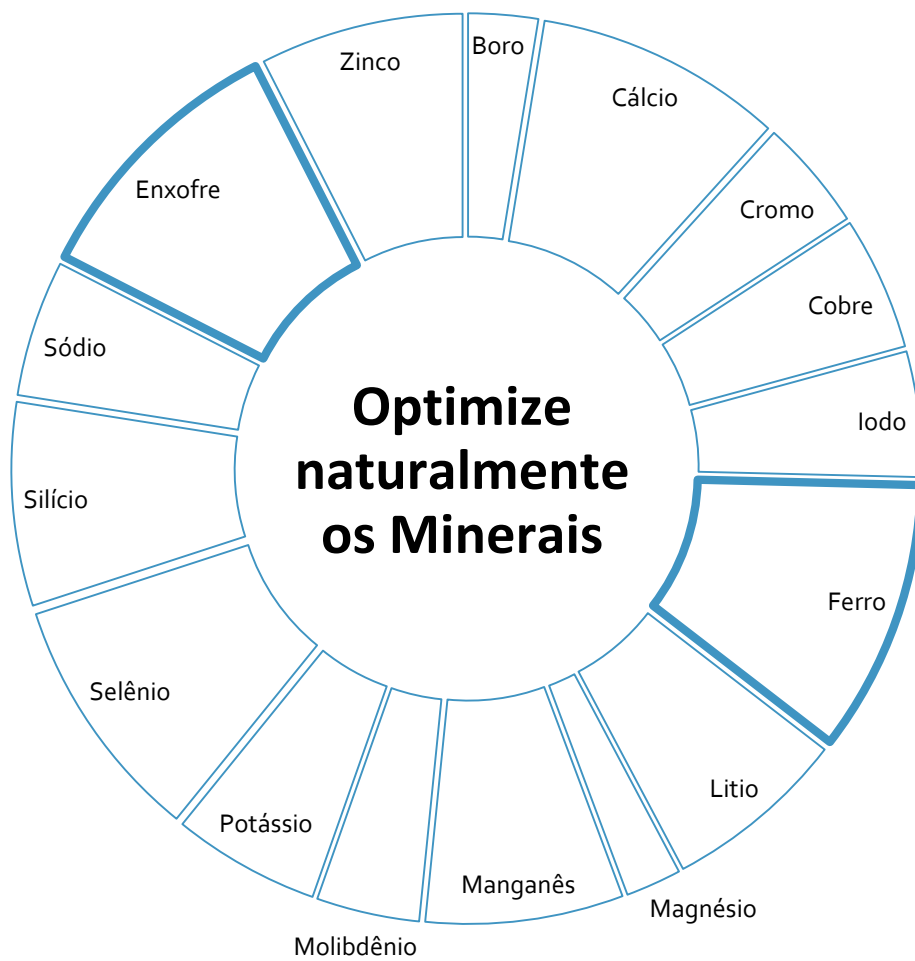 Zinco
Boro
Cálcio
Enxofre
Cromo
Cobre
Sódio
Optimize
naturalmente
os Minerais
Iodo
Silício
Ferro
Selênio
Litio
Potássio
Manganês
Magnésio
Molibdênio